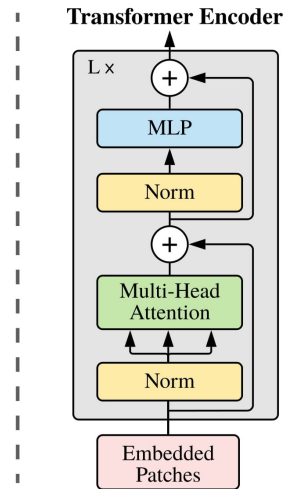 Transformer Encoder
L ×
+
MLP
Norm
+
Multi-Head
Attention
Norm
Embedded
Patches